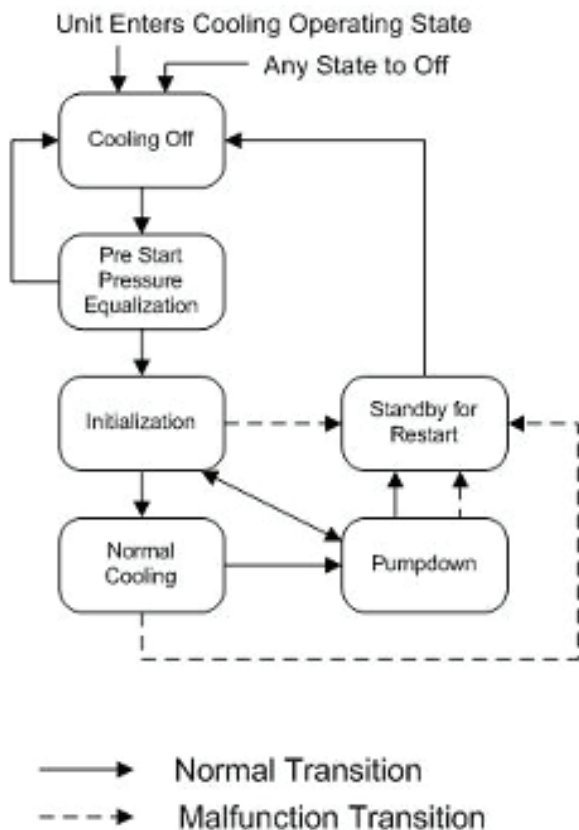 Unit Enters Cooling Operating State
Any State to Off
Cooling Off
Pre Start
Pressure
Equalization
Initialization
Standby for
Restart
Normal
Cooling
Pumpdown
Normal Transition
Malfunction Transition